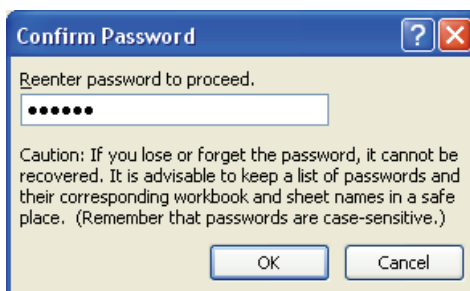 Confirm Password
Reenter password to proceed.
••••••
Caution: If you lose or forget the password, it cannot be
recovered. It is advisable to keep a list of passwords and
their corresponding workbook and sheet names in a safe
place.  (Remember that passwords are case-sensitive.)
OK Cancel